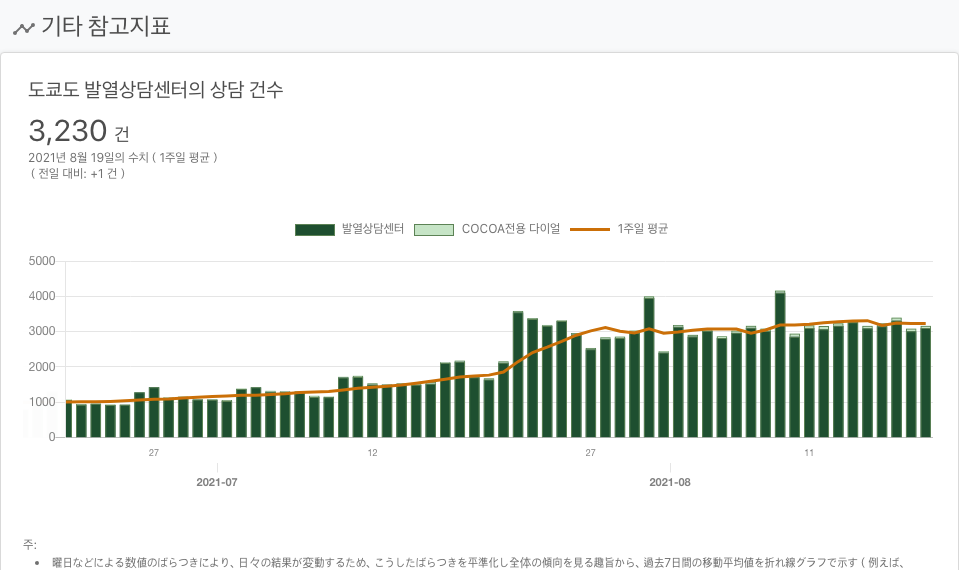 기타 참고지표
도쿄도 발열상담센터의 상담 건수
3,230 건
2021년 8월 19일의 수치 ( 1주일 평균 )
( 전일 대비: +1 건 )
발열상담센터 COCOA전용 다이얼 1주일 평균
5000
4000
3000
2000
1000
0
27 12 27 11
2021-07 2021-08
주:
• 曜日などによる数値のばらつきにより、日々の結果が変動するため、こうしたばらつきを平準化し全体の傾向を見る趣旨から、過去7日間の移動平均値を折れ線グラフで示す ( 例えば、